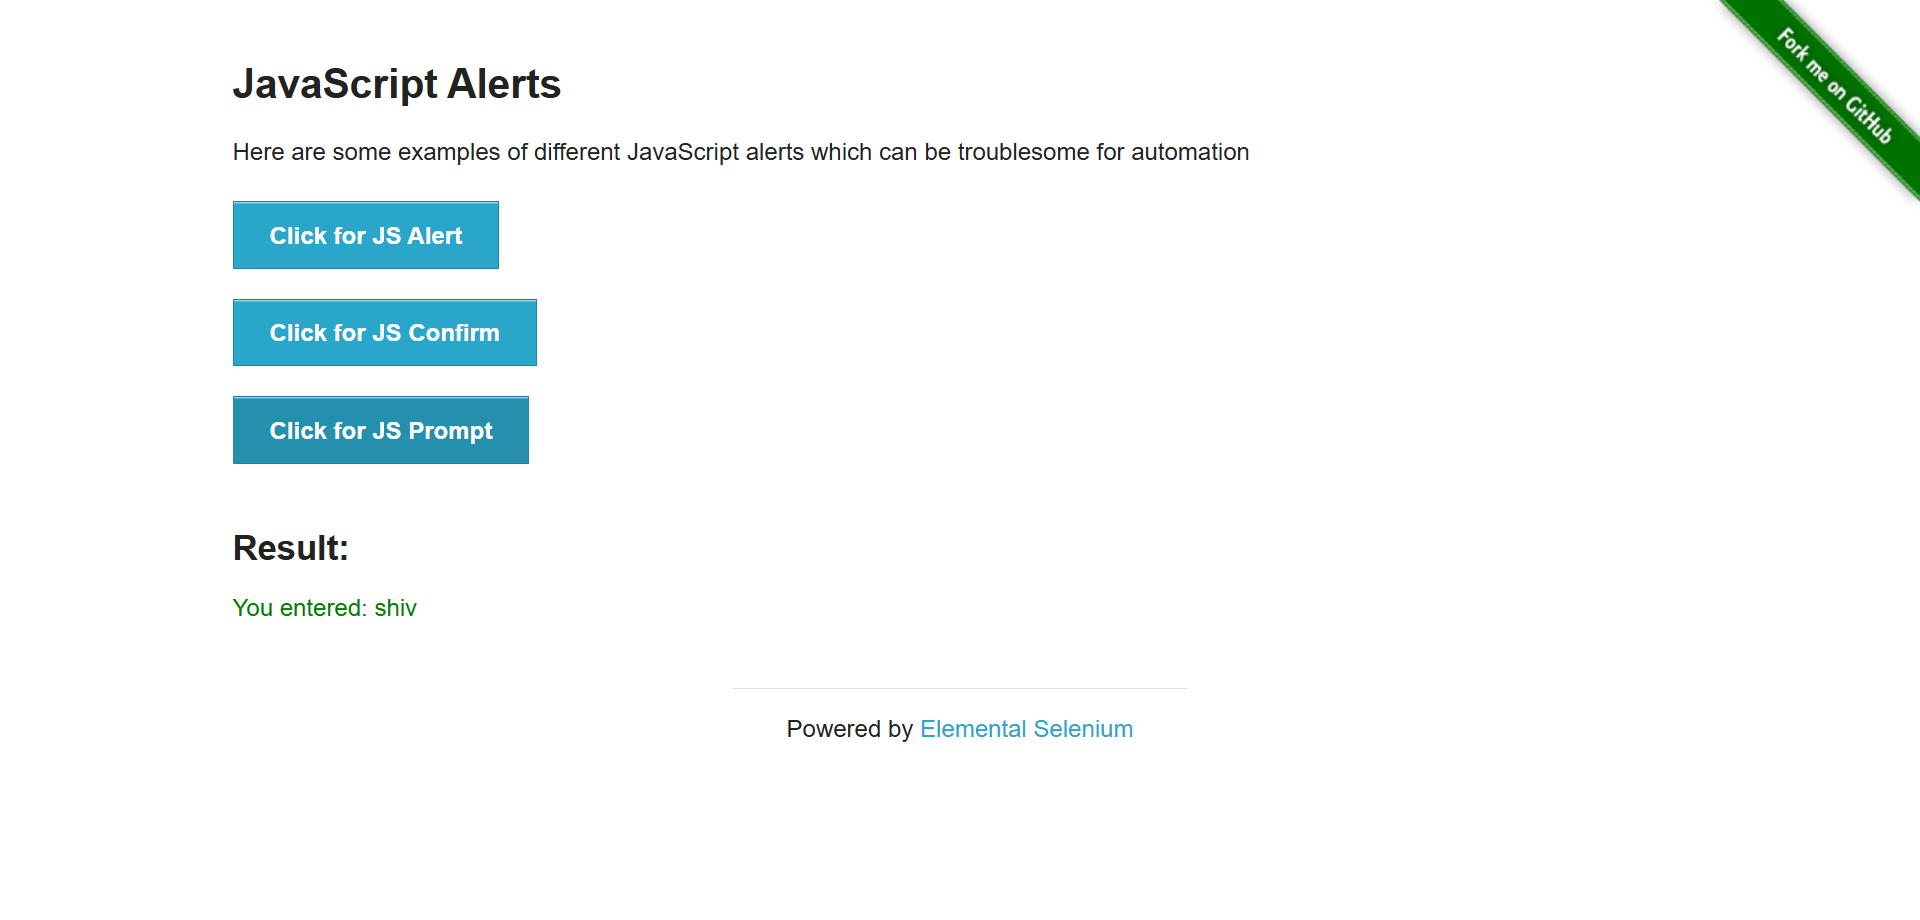 Fork me on GitHub
JavaScript Alerts
Here are some examples of different JavaScript alerts which can be troublesome for automation
Click for JS Alert
Click for JS Confirm
Click for JS Prompt
Result:
You entered: shiv
Powered by Elemental Selenium